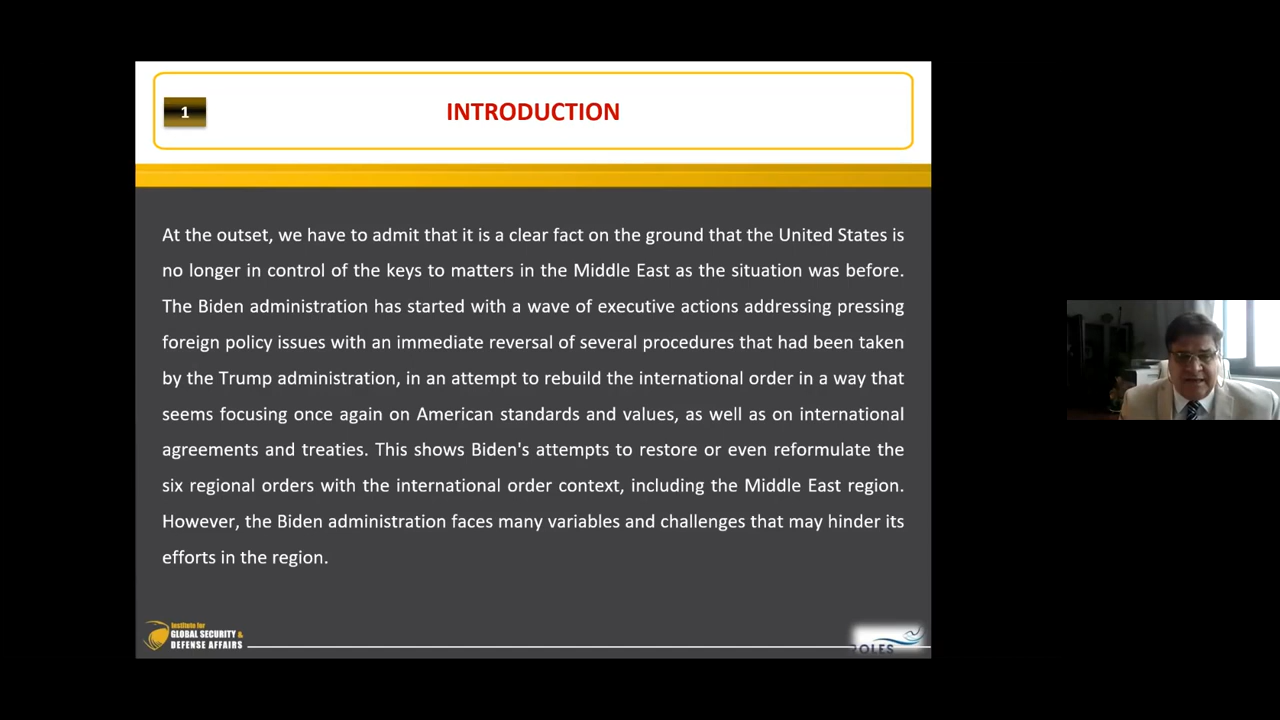 1
INTRODUCTION
At the outset, we have to admit that it is a clear fact on the ground that the United States is
no longer in control of the keys to matters in the Middle East as the situation was before.
The Biden administration has started with a wave of executive actions addressing pressing
foreign policy issues with an immediate reversal of several procedures that had been taken
by the Trump administration, in an attempt to rebuild the international order in a way that
seems focusing once again on American standards and values, as well as on international
agreements and treaties. This shows Biden's attempts to restore or even reformulate the
six regional orders with the international order context, including the Middle East region.
However, the Biden administration faces many variables and challenges that may hinder its
efforts in the region.
Institute for
GLOBAL SECURITY &
DEFENSE AFFAIRS
ROLES